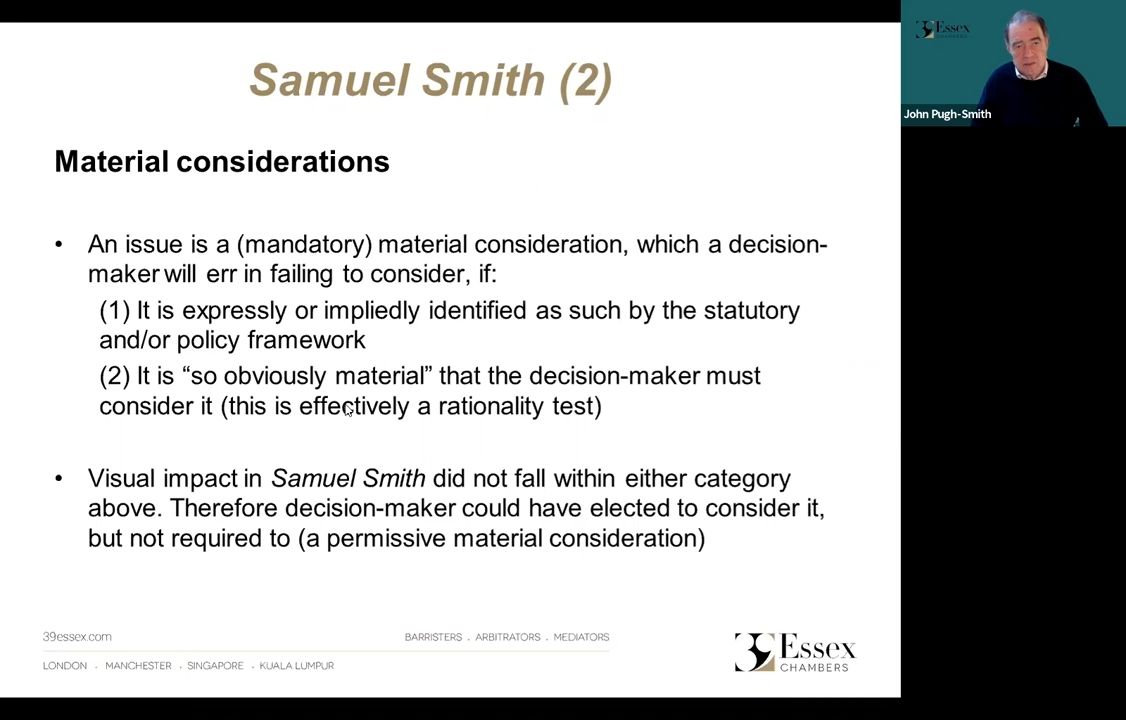 Samuel Smith (2)
Material considerations
• An issue is a (mandatory) material consideration, which a decision-
maker will err in failing to consider, if:
(1) It is expressly or impliedly identified as such by the statutory
and/or policy framework
(2) It is “so obviously material” that the decision-maker must
consider it (this is effectively a rationality test)
• Visual impact in Samuel Smith did not fall within either category
above. Therefore decision-maker could have elected to consider it,
but not required to (a permissive material consideration)
39essex.com
BARRISTERS . ARBITRATORS . MEDIATORS
LONDON . MANCHESTER . SINGAPORE . KUALA LUMPUR
39 Essex
CHAMBERS
39 Essex
CHAMBERS
John Pugh-Smith